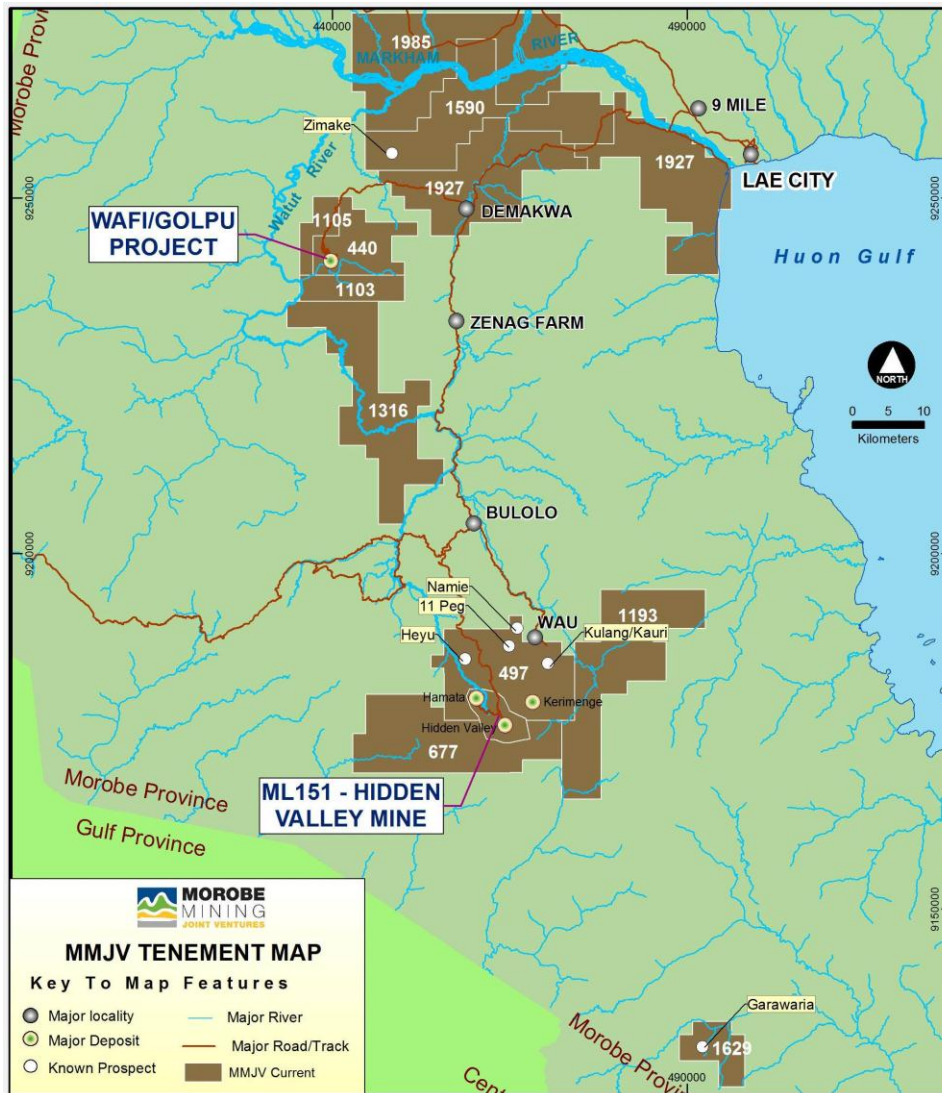 440000
490000
Morobe Provi
1985
MARKHAM
RIVER
1590
9 MILE
Zimake
Watut River
1927
1927
LAE CITY
9250000
9250000
WAFI/GOLPU
PROJECT
1105
440
DEMAKWA
1103
Huon Gulf
ZENAG FARM
NORTH
0 5 10
Kilometers
1316
BULOLO
9200000
9200000
Namie
11 Peg
1193
WAU
Heyu
Kulang/Kauri
497
Hamata
Kerimenge
Hidden Valley
677
Morobe Province
Gulf Province
ML151 - HIDDEN
VALLEY MINE
9150000
MOROBE
MINING
JOINT VENTURES
MMJV TENEMENT MAP
Key To Map Features
Major locality
Major River
Major Deposit
Major Road/Track
Known Prospect
MMJV Current
Garawaria
Morobe Provin
1629
Cent
490000